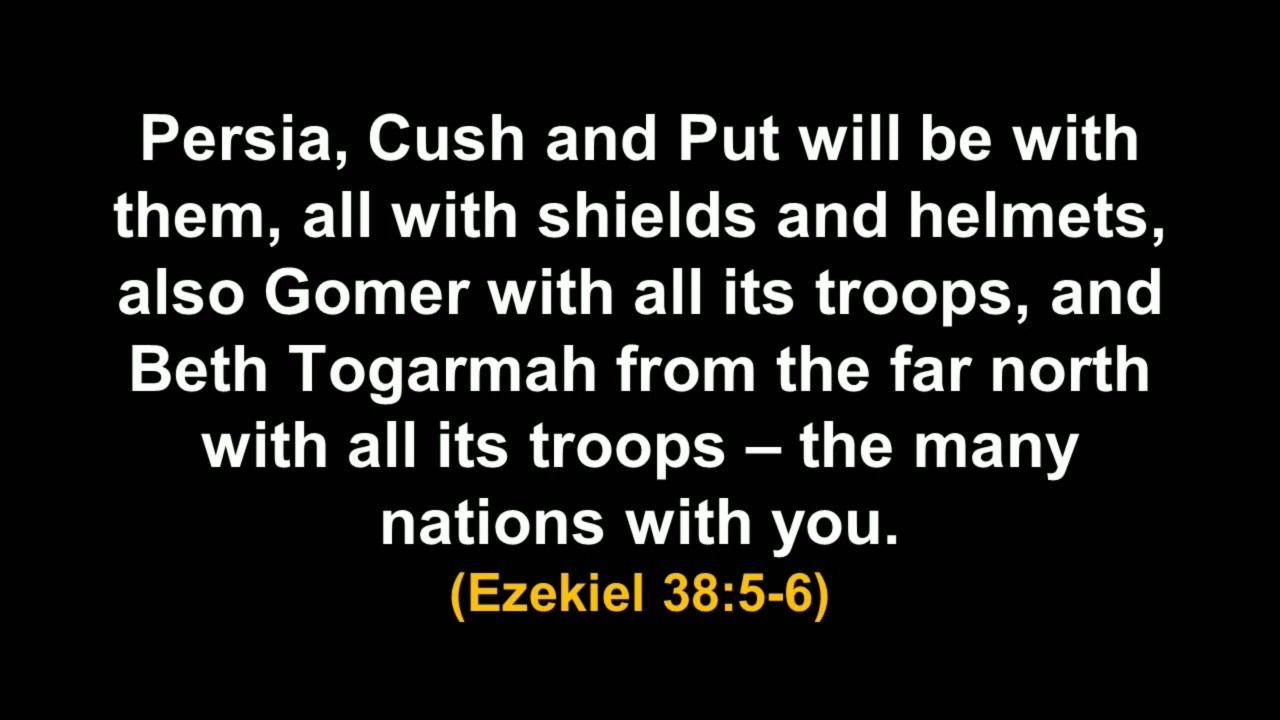 Persia, Cush and Put will be with
them, all with shields and helmets,
also Gomer with all its troops, and
Beth Togarmah from the far north
with all its troops – the many
nations with you.
(Ezekiel 38:5-6)